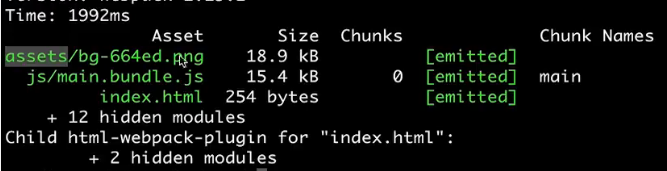 Time: 1992ms
Asset Size Chunks Chunk Names
assets/bg-664ed.png 18.9 kB [emitted]
js/main.bundle.js 15.4 kB 0 [emitted] main
index.html 254 bytes [emitted]
+ 12 hidden modules
Child html-webpack-plugin for "index.html":
+ 2 hidden modules